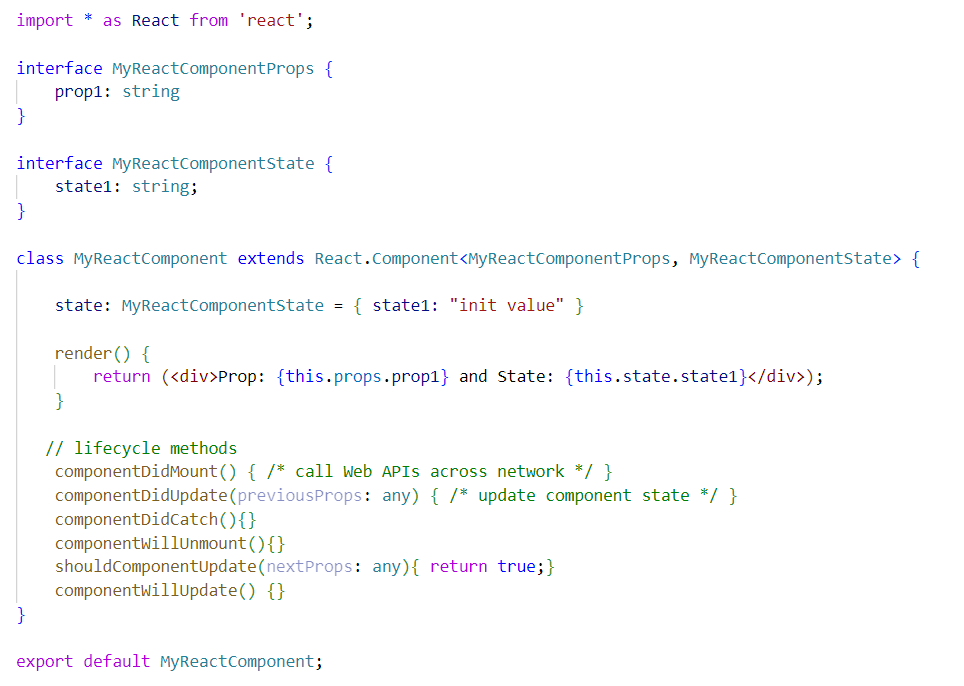 import * as React from 'react';
interface MyReactComponentProps {
prop1: string
}
interface MyReactComponentState {
state1: string;
}
class MyReactComponent extends React.Component<MyReactComponentProps, MyReactComponentState> {
state: MyReactComponentState = { state1: "init value" }
render() {
return (<div>Prop: {this.props.prop1} and State: {this.state.state1}</div>);
}
// lifecycle methods
componentDidMount() { /* call Web APIs across network */ }
componentDidUpdate(previousProps: any) { /* update component state */ }
componentDidCatch(){}
componentWillUnmount(){}
shouldComponentUpdate(nextProps: any){ return true;}
componentWillUpdate() {}
}
export default MyReactComponent;